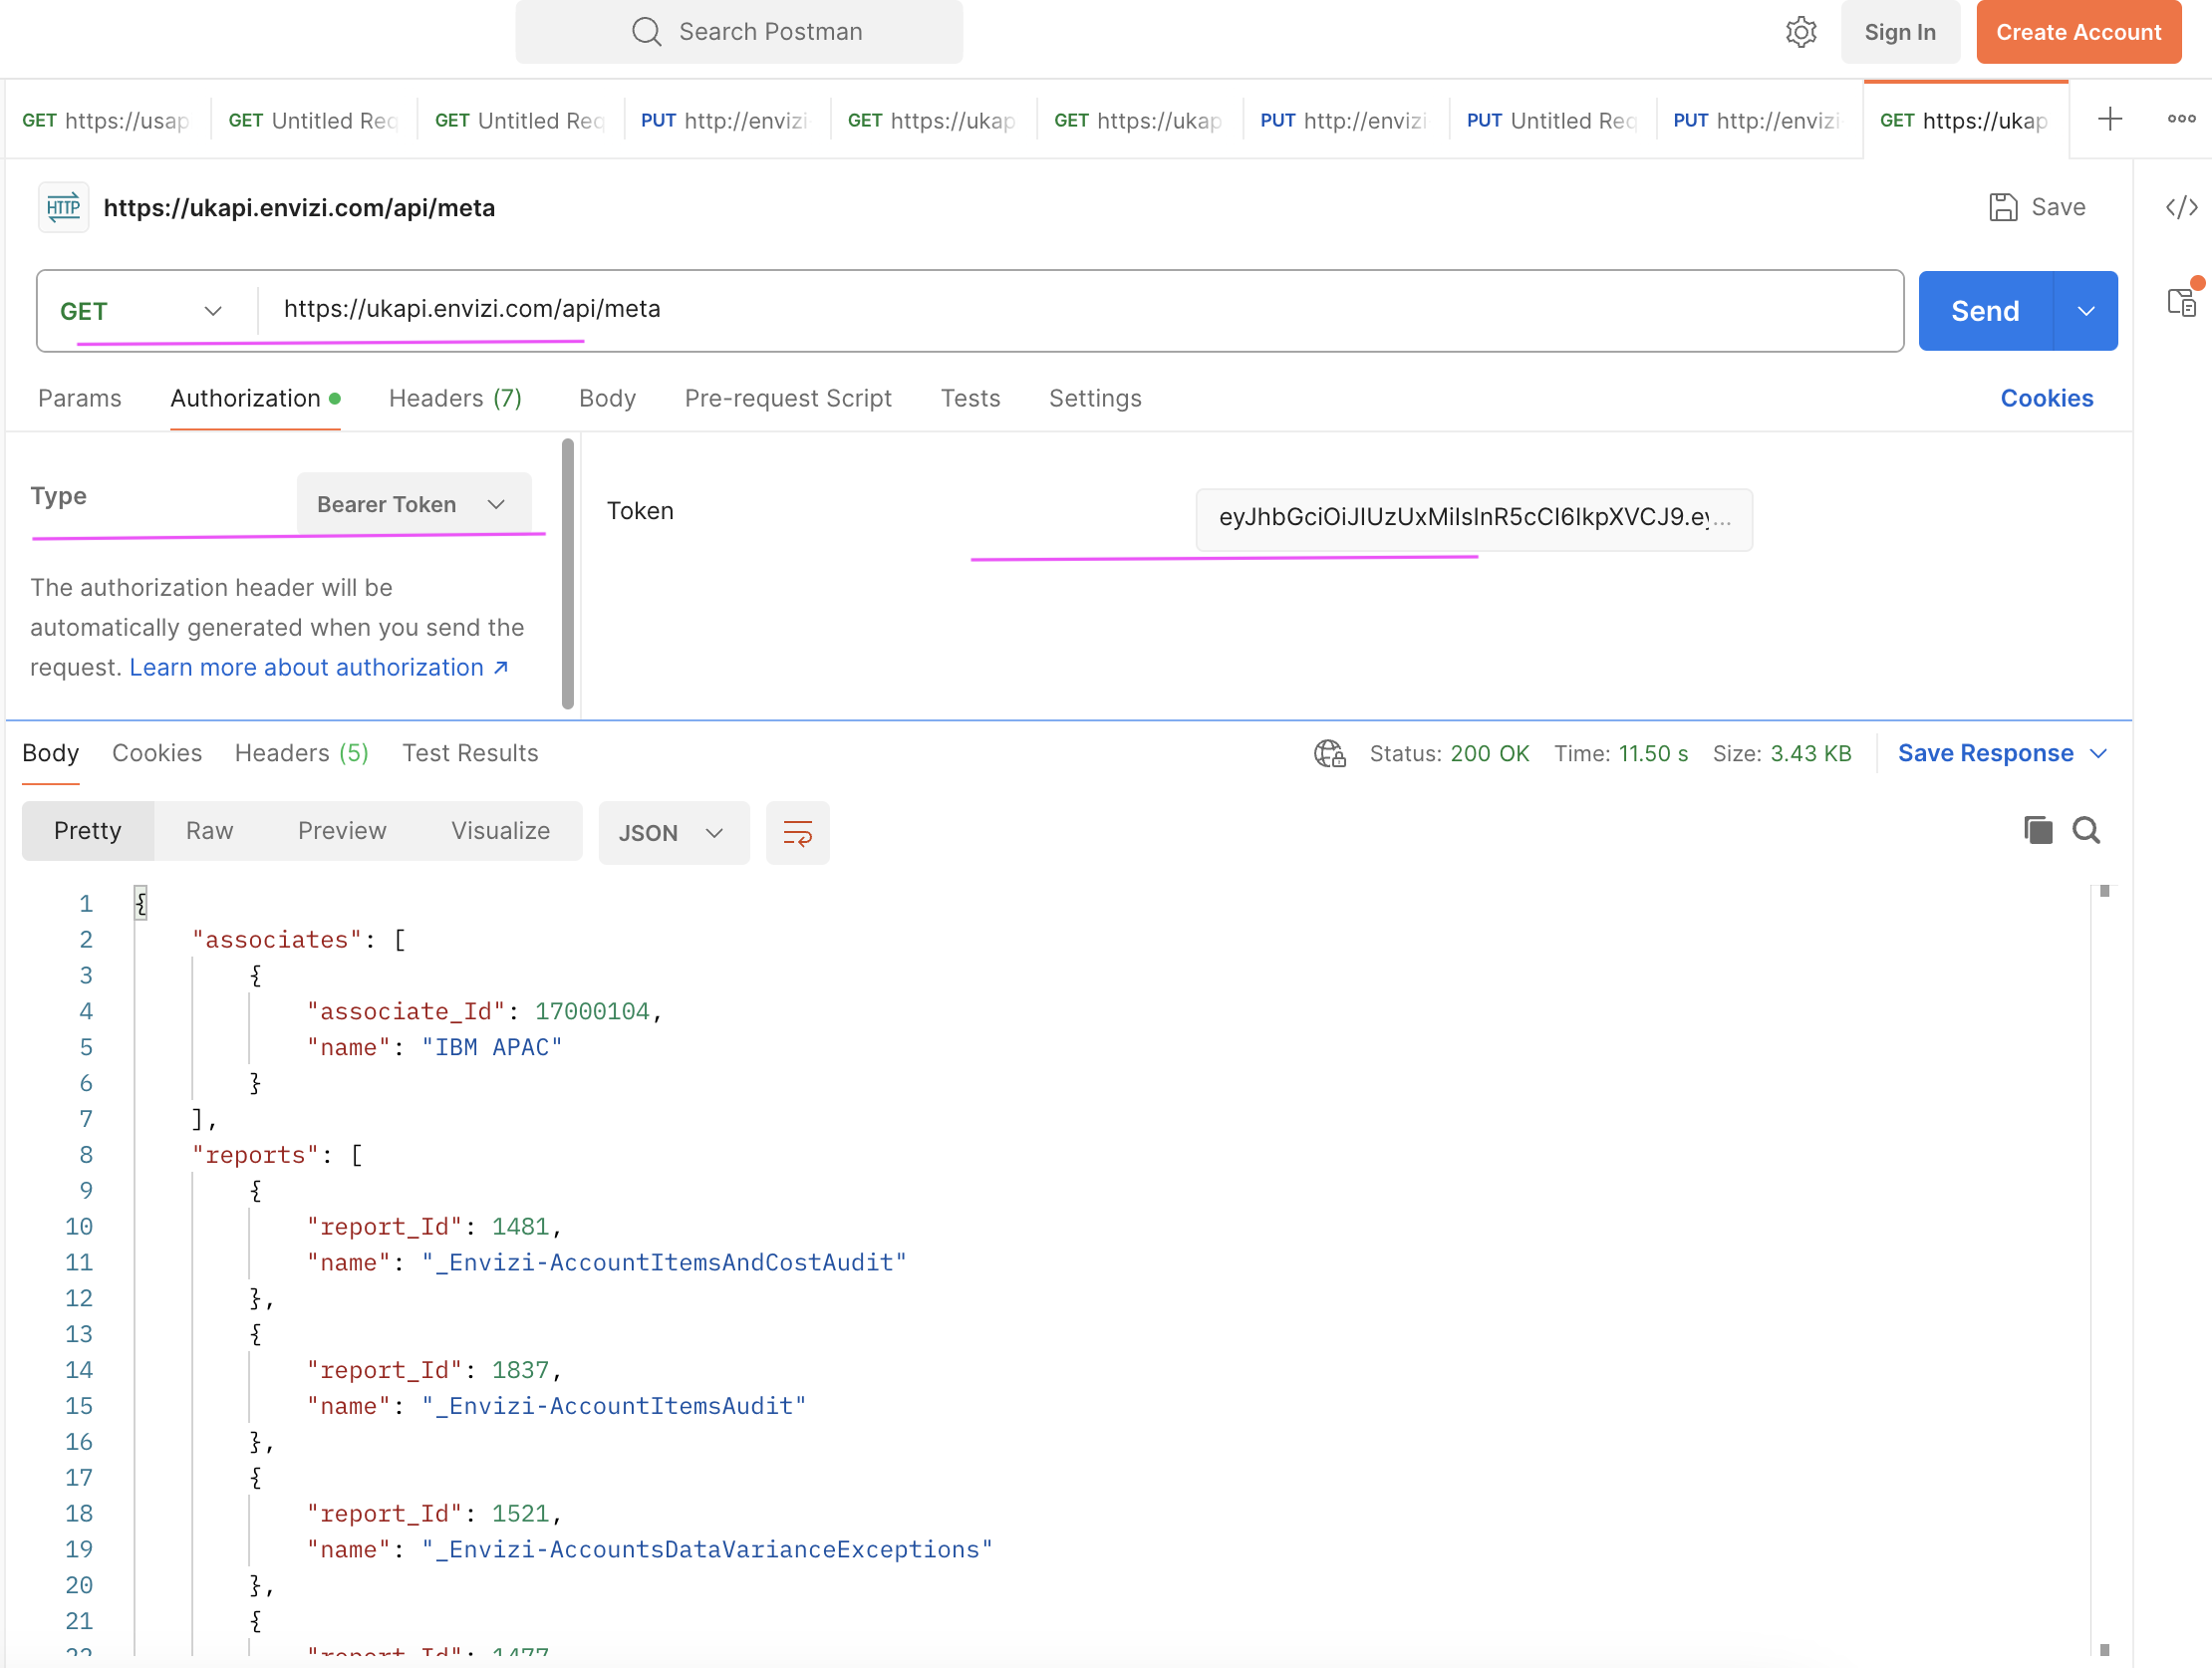 Search Postman
Sign In
Create Account
GET https://usap
GET Untitled Req
GET Untitled Req
PUT http://envizi
GET https://ukap
GET https://ukap
PUT http://envizi
PUT Untitled Req
PUT http://envizi
GET https://ukap
HTTP https://ukapi.envizi.com/api/meta
Save
GET https://ukapi.envizi.com/api/meta
Send
Params Authorization Headers (7) Body Pre-request Script Tests Settings Cookies
Type Bearer Token
Token eyJhbGciOiJIUzUxMiIsInR5cCI6IkpXVCJ9.ey...
The authorization header will be
automatically generated when you send the
request. Learn more about authorization ↗
Body Cookies Headers (5) Test Results
Status: 200 OK Time: 11.50 s Size: 3.43 KB Save Response
Pretty Raw Preview Visualize JSON
1 {
2 "associates": [
3 {
4 "associate_Id": 17000104,
5 "name": "IBM APAC"
6 }
7 ],
8 "reports": [
9 {
10 "report_Id": 1481,
11 "name": "_Envizi-AccountItemsAndCostAudit"
12 },
13 {
14 "report_Id": 1837,
15 "name": "_Envizi-AccountItemsAudit"
16 },
17 {
18 "report_Id": 1521,
19 "name": "_Envizi-AccountsDataVarianceExceptions"
20 },
21 {
22 "report_Id": 1477